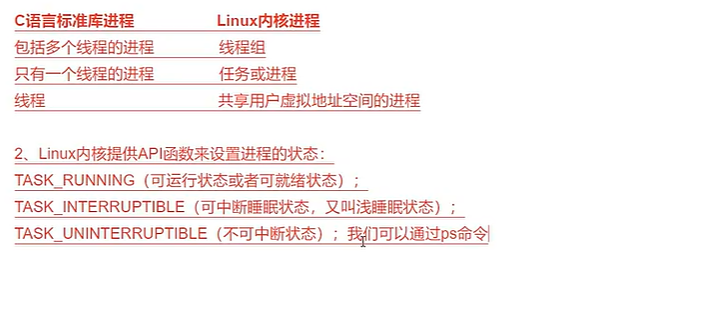 C语言标准库进程 Linux内核进程
包括多个线程的进程 线程组
只有一个线程的进程 任务或进程
线程 共享用户虚拟地址空间的进程
2、Linux内核提供API函数来设置进程的状态：
TASK_RUNNING（可运行状态或者可就绪状态）；
TASK_INTERRUPTIBLE（可中断睡眠状态，又叫浅睡眠状态）；
TASK_UNINTERRUPTIBLE（不可中断状态）；我们可以通过ps命令